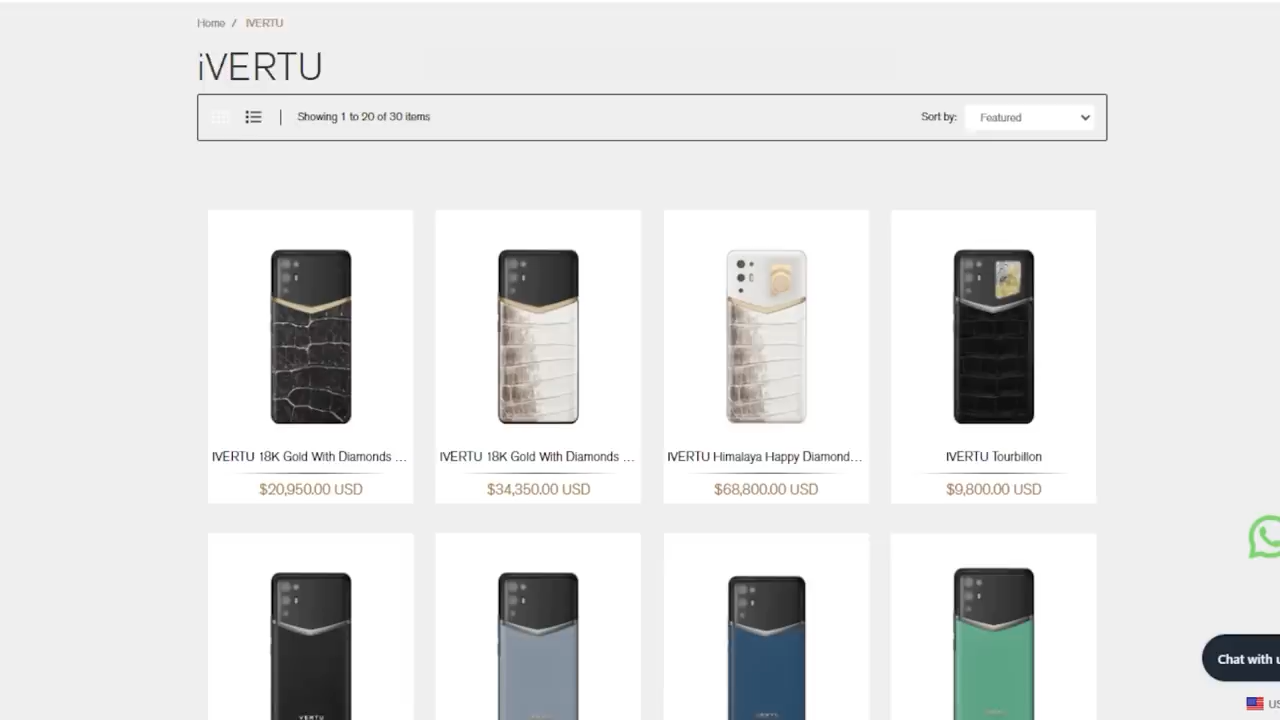 Home / iVERTU
iVERTU
Showing 1 to 20 of 30 items
Sort by: Featured
IVERTU 18K Gold With Diamonds ...
$20,950.00 USD
IVERTU 18K Gold With Diamonds ...
$34,350.00 USD
IVERTU Himalaya Happy Diamond...
$68,800.00 USD
IVERTU Tourbillon
$9,800.00 USD
VERTU
Chat with u
US